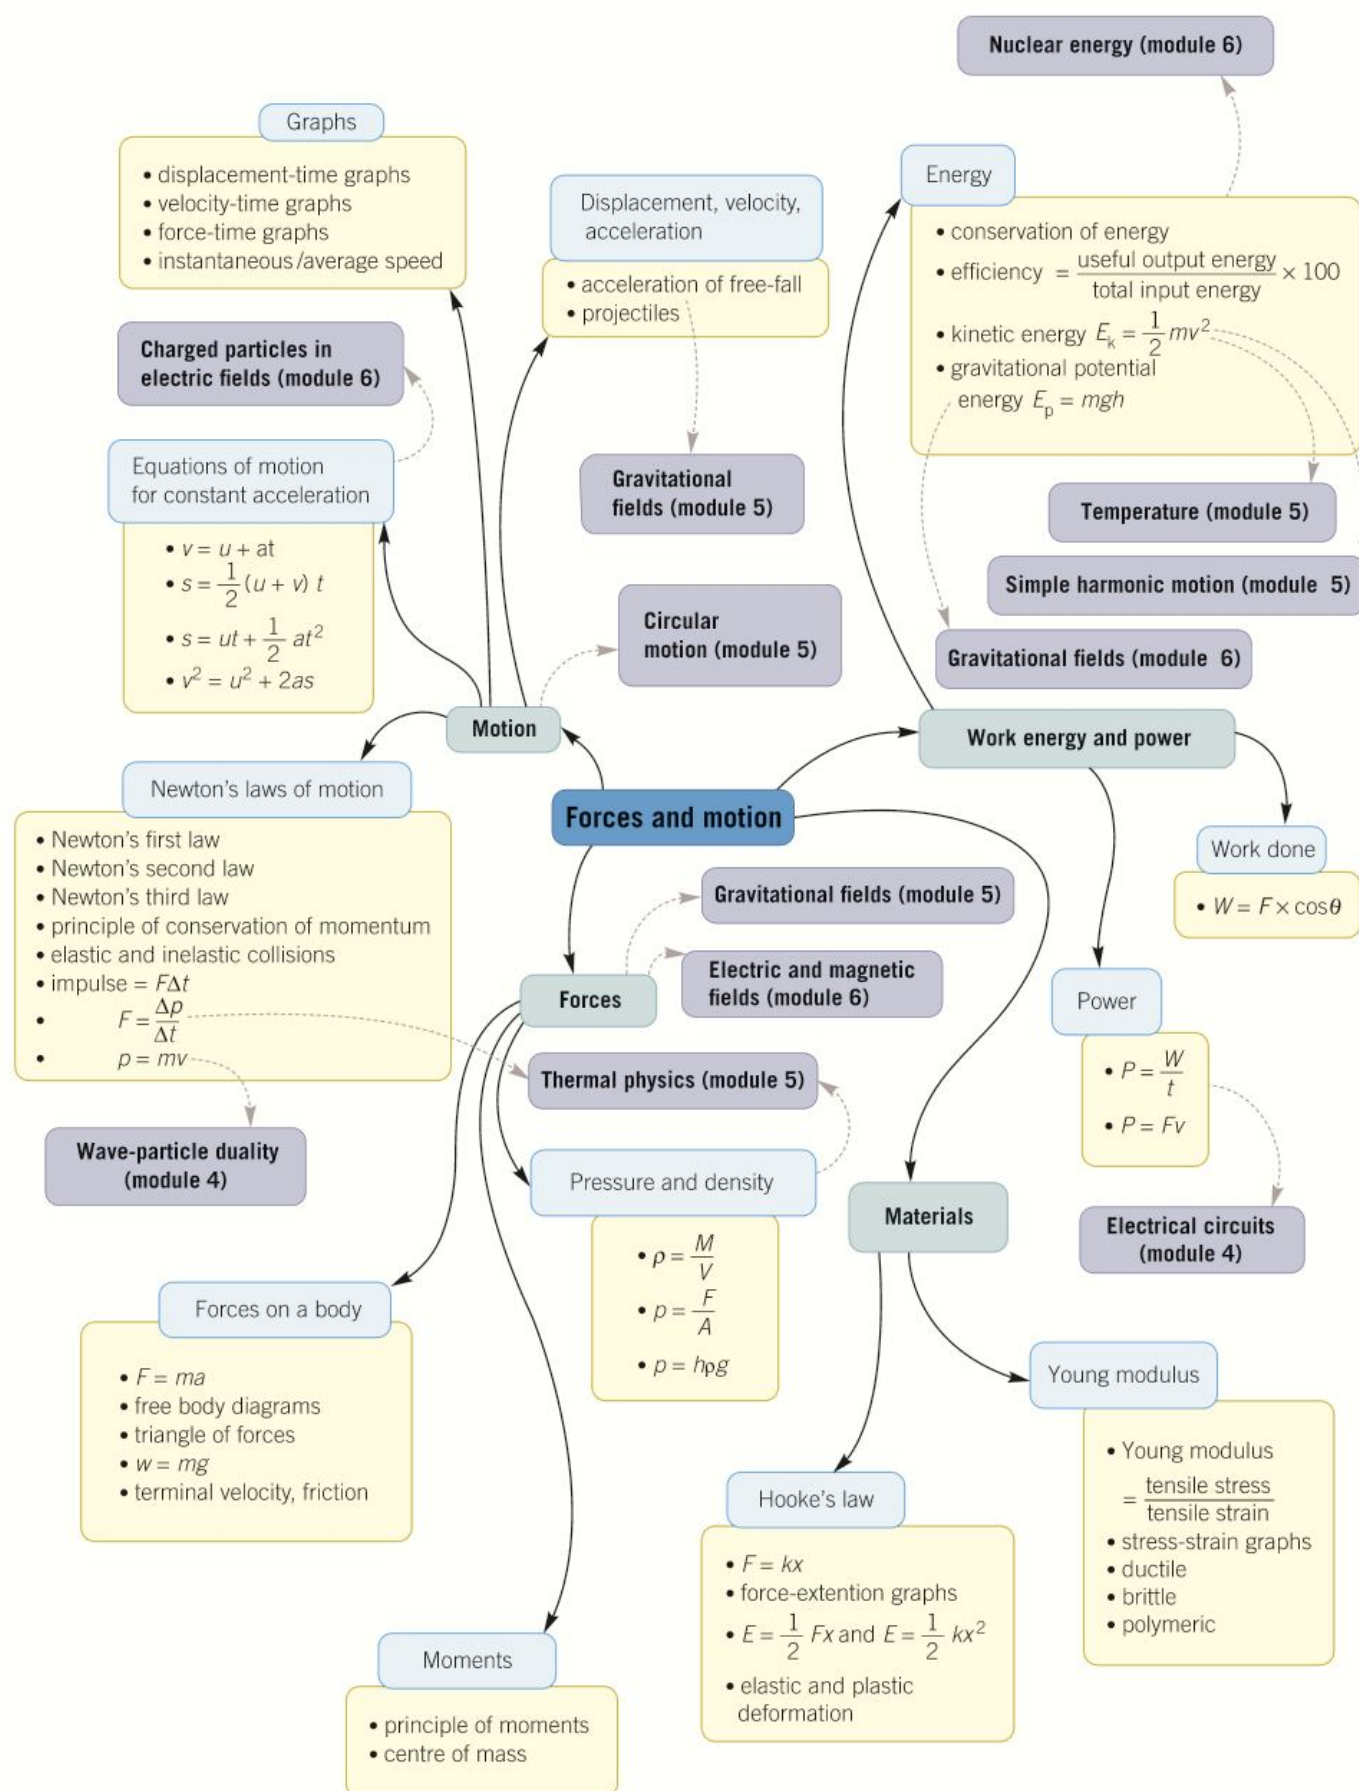 Nuclear energy (module 6)
Graphs
• displacement-time graphs
• velocity-time graphs
• force-time graphs
• instantaneous/average speed
Displacement, velocity,
acceleration
• acceleration of free-fall
• projectiles
Energy
• conservation of energy
• efficiency = useful output energy / total input energy × 100
• kinetic energy Eₖ = 1/2 mv²
• gravitational potential
energy Eₚ = mgh
Charged particles in
electric fields (module 6)
Equations of motion
for constant acceleration
• v = u + at
• s = 1/2 (u + v) t
• s = ut + 1/2 at²
• v² = u² + 2as
Gravitational
fields (module 5)
Temperature (module 5)
Simple harmonic motion (module 5)
Gravitational fields (module 6)
Circular
motion (module 5)
Motion
Work energy and power
Forces and motion
Newton's laws of motion
• Newton's first law
• Newton's second law
• Newton's third law
• principle of conservation of momentum
• elastic and inelastic collisions
• impulse = FΔt
• F = Δp/Δt
• p = mv
Work done
• W = F × cosθ
Gravitational fields (module 5)
Electric and magnetic
fields (module 6)
Forces
Power
• P = W/t
• P = Fv
Thermal physics (module 5)
Wave-particle duality
(module 4)
Pressure and density
• ρ = M/V
• p = F/A
• p = hρg
Materials
Electrical circuits
(module 4)
Forces on a body
• F = ma
• free body diagrams
• triangle of forces
• w = mg
• terminal velocity, friction
Young modulus
• Young modulus
= tensile stress / tensile strain
• stress-strain graphs
• ductile
• brittle
• polymeric
Hooke's law
• F = kx
• force-extention graphs
• E = 1/2 Fx and E = 1/2 kx²
• elastic and plastic
deformation
Moments
• principle of moments
• centre of mass